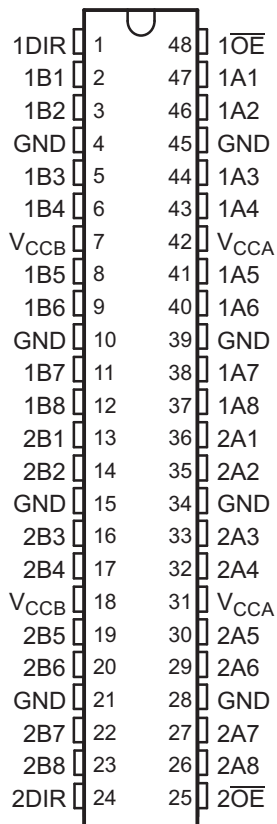 1DIR 1 48 1O̅E̅
1B1 2 47 1A1
1B2 3 46 1A2
GND 4 45 GND
1B3 5 44 1A3
1B4 6 43 1A4
VCCB 7 42 VCCA
1B5 8 41 1A5
1B6 9 40 1A6
GND 10 39 GND
1B7 11 38 1A7
1B8 12 37 1A8
2B1 13 36 2A1
2B2 14 35 2A2
GND 15 34 GND
2B3 16 33 2A3
2B4 17 32 2A4
VCCB 18 31 VCCA
2B5 19 30 2A5
2B6 20 29 2A6
GND 21 28 GND
2B7 22 27 2A7
2B8 23 26 2A8
2DIR 24 25 2O̅E̅